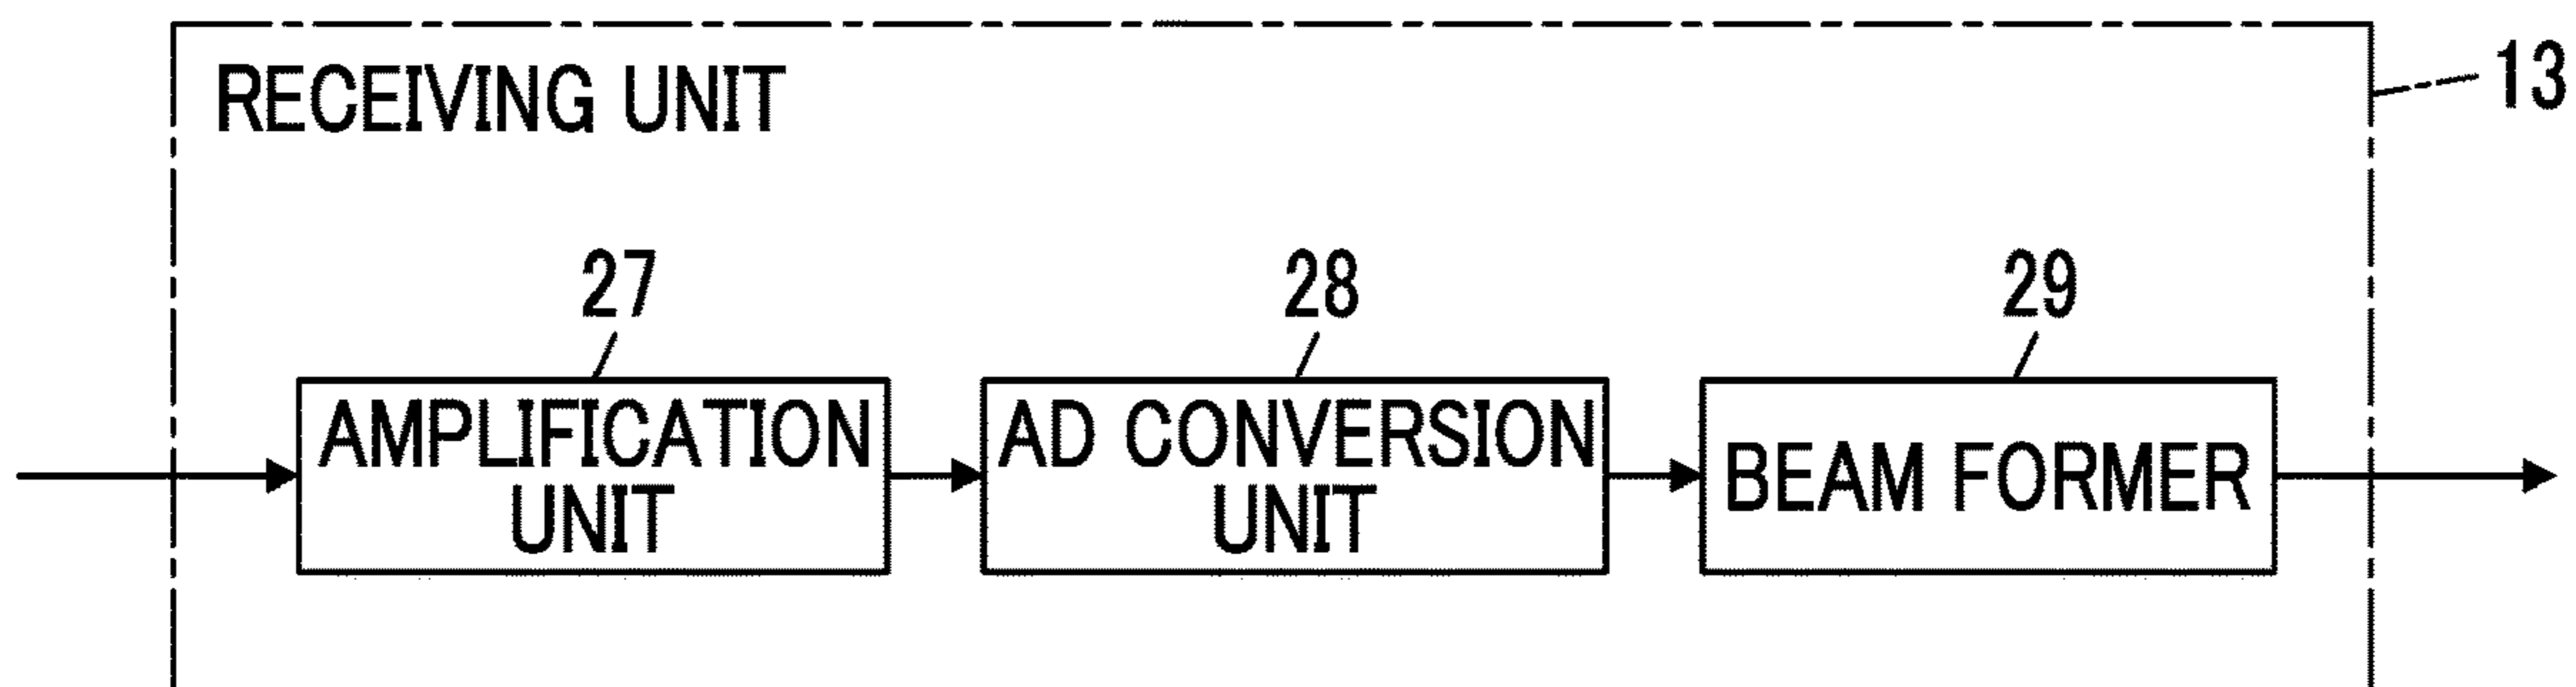 RECEIVING UNIT
13
27
28
29
AMPLIFICATION
UNIT
AD CONVERSION
UNIT
BEAM FORMER